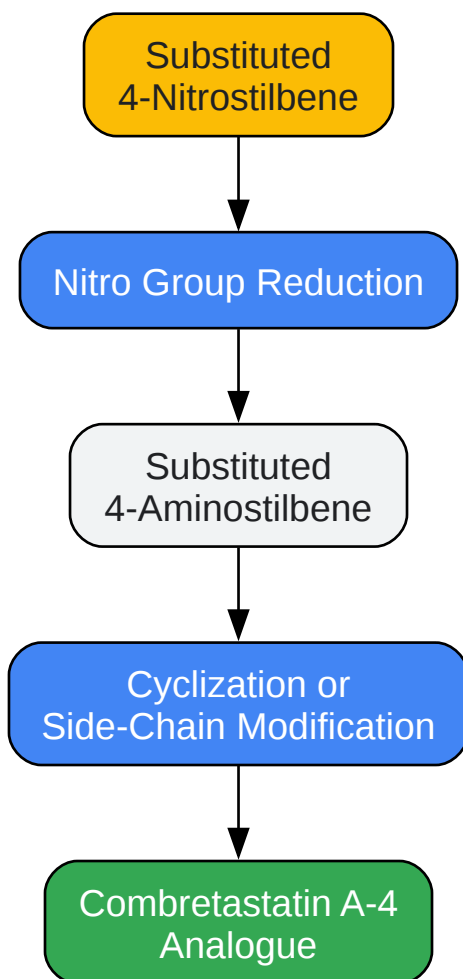 Substituted
4-Nitrostilbene
Nitro Group Reduction
Substituted
4-Aminostilbene
Cyclization or
Side-Chain Modification
Combretastatin A-4
Analogue